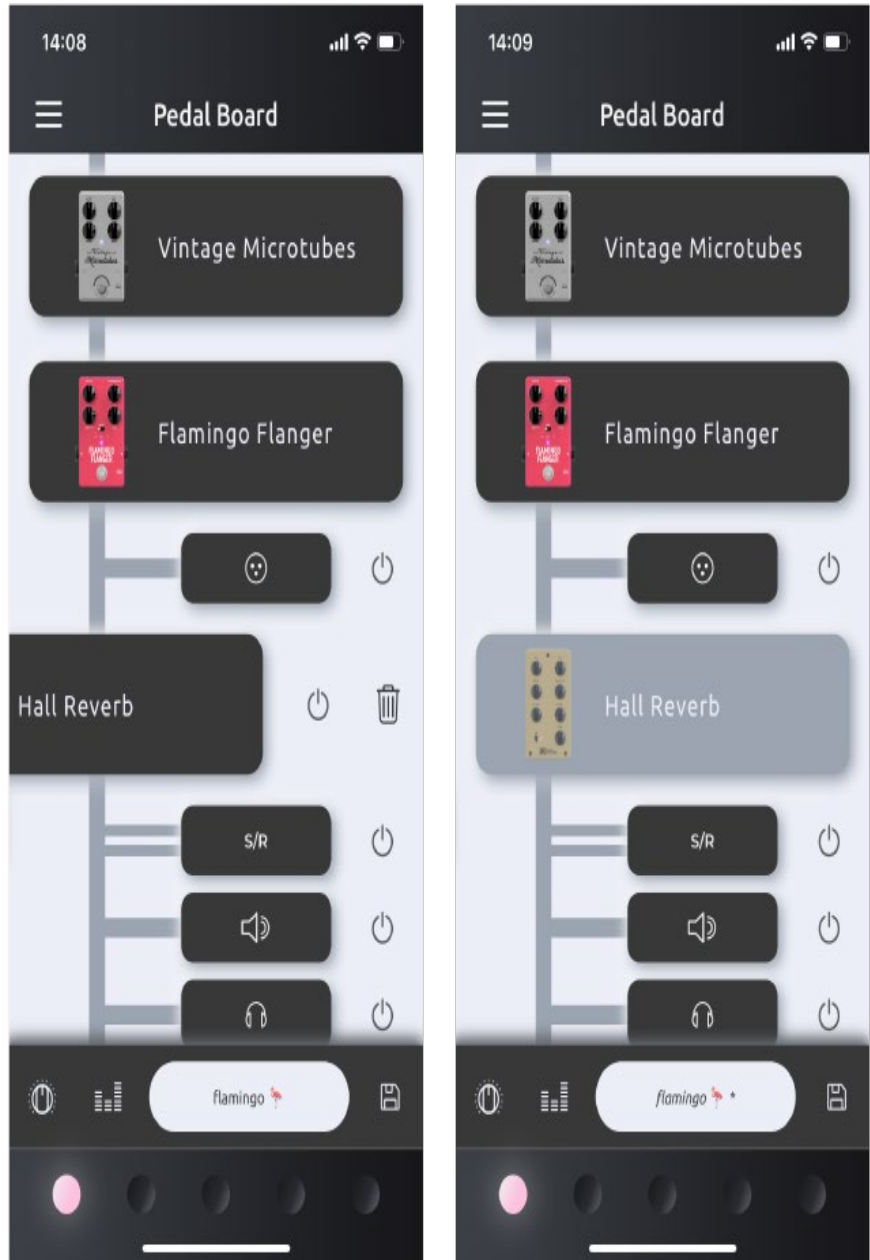 14:08
Pedal Board
Vintage Microtubes
Flamingo Flanger
Hall Reverb
S/R
flamingo 🦩
14:09
Pedal Board
Vintage Microtubes
Flamingo Flanger
Hall Reverb
S/R
flamingo 🦩 *